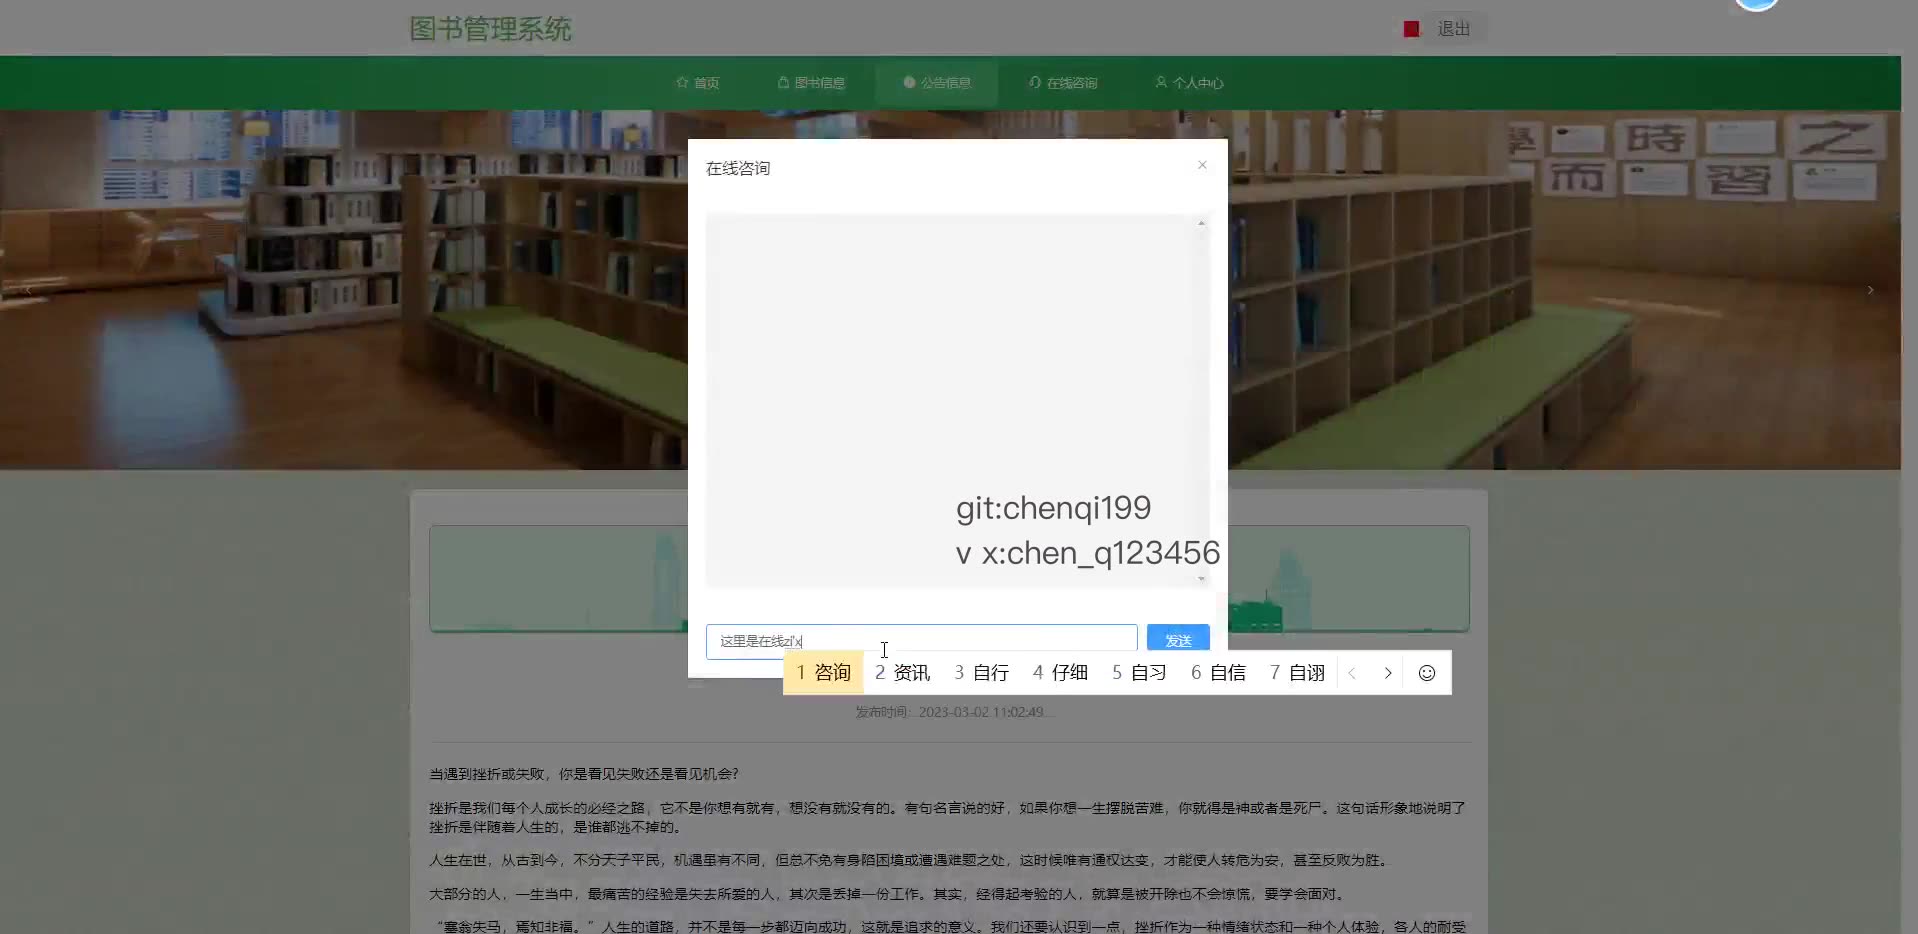 图书管理系统
退出
首页 图书信息 公告信息 在线咨询 个人中心
學 時 之
而 習
在线咨询
git:chenqi199
v x:chen_q123456
这里是在线zi'x
发送
1 咨询 2 资讯 3 自行 4 仔细 5 自习 6 自信 7 自诩
发布时间：2023-03-02 11:02:49
当遇到挫折或失败，你是看见失败还是看见机会？
挫折是我们每个人成长的必经之路，它不是你想有就有，想没有就没有的。有句名言说的好，如果你想一生摆脱苦难，你就得是神或者是死尸。这句话形象地说明了
挫折是伴随着人生的，是谁都逃不掉的。
人生在世，从古到今，不分天子平民，机遇虽有不同，但总不免有身陷困境或遭遇难题之处，这时候唯有通权达变，才能使人转危为安，甚至反败为胜。
大部分的人，一生当中，最痛苦的经验是失去所爱的人，其次是丢掉一份工作。其实，经得起考验的人，就算是被开除也不会惊慌，要学会面对。
“塞翁失马，焉知非福。”人生的道路，并不是每一步都迈向成功，这就是追求的意义。我们还要认识到一点，挫折作为一种情绪状态和一种个人体验，各人的耐受